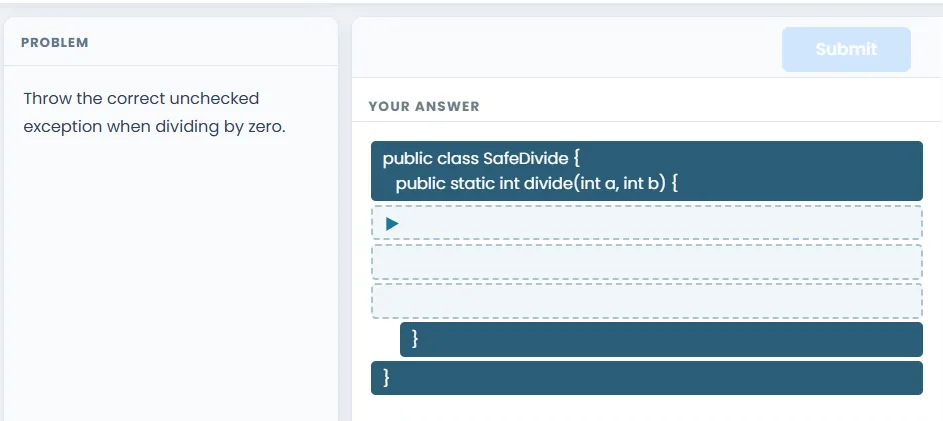 PROBLEM
Throw the correct unchecked
exception when dividing by zero.
Submit
YOUR ANSWER
public class SafeDivide {
public static int divide(int a, int b) {
}
}